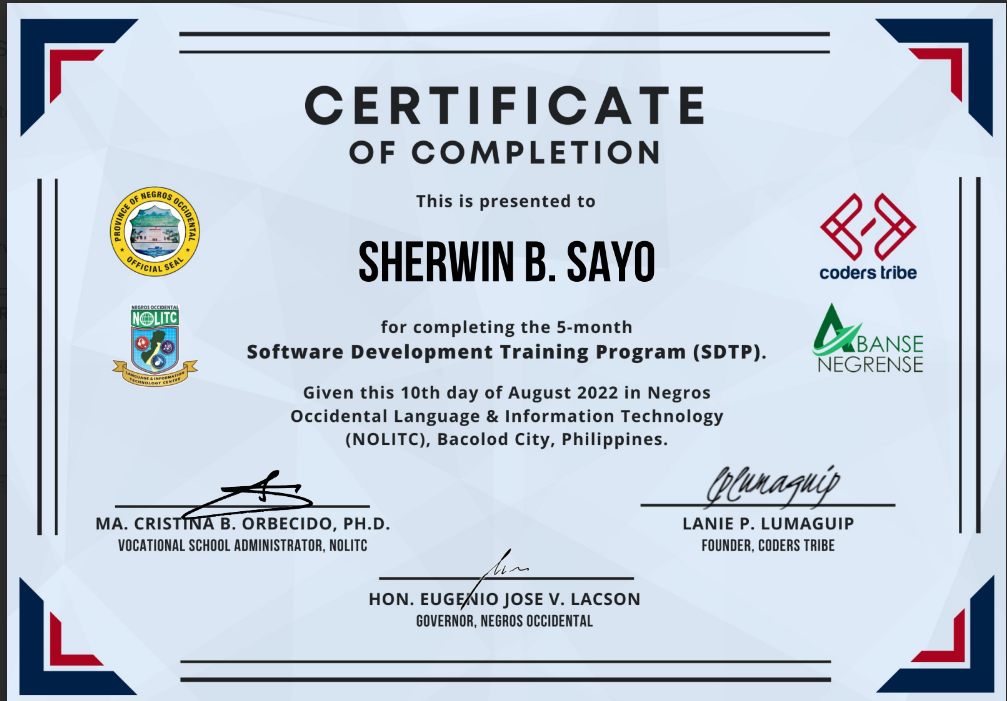 CERTIFICATE
OF COMPLETION
This is presented to
PROVINCE OF NEGROS OCCIDENTAL
OFFICIAL SEAL
SHERWIN B. SAYO
coders tribe
NEGROS OCCIDENTAL
NOLITC
LANGUAGE & INFORMATION
TECHNOLOGY CENTER
ABANSE
NEGRENSE
for completing the 5-month
Software Development Training Program (SDTP).
Given this 10th day of August 2022 in Negros
Occidental Language & Information Technology
(NOLITC), Bacolod City, Philippines.
MA. CRISTINA B. ORBECIDO, PH.D.
VOCATIONAL SCHOOL ADMINISTRATOR, NOLITC
LPLumaguip
LANIE P. LUMAGUIP
FOUNDER, CODERS TRIBE
HON. EUGENIO JOSE V. LACSON
GOVERNOR, NEGROS OCCIDENTAL